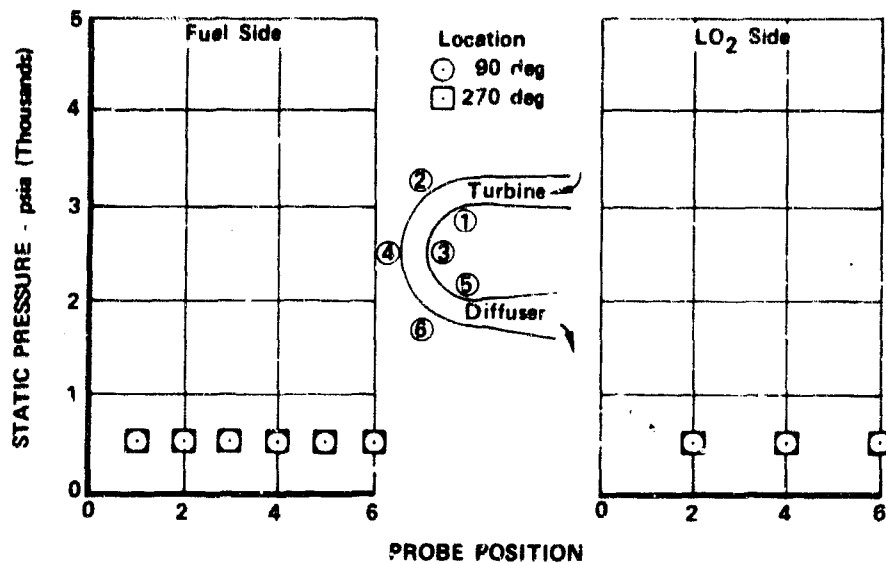 STATIC PRESSURE - psia (Thousands)
5
4
3
2
1
0
Fuel Side
0 2 4 6
Location
90 deg
270 deg
Turbine
2
1
4
3
5
6
Diffuser
LO2 Side
0 2 4 6
PROBE POSITION